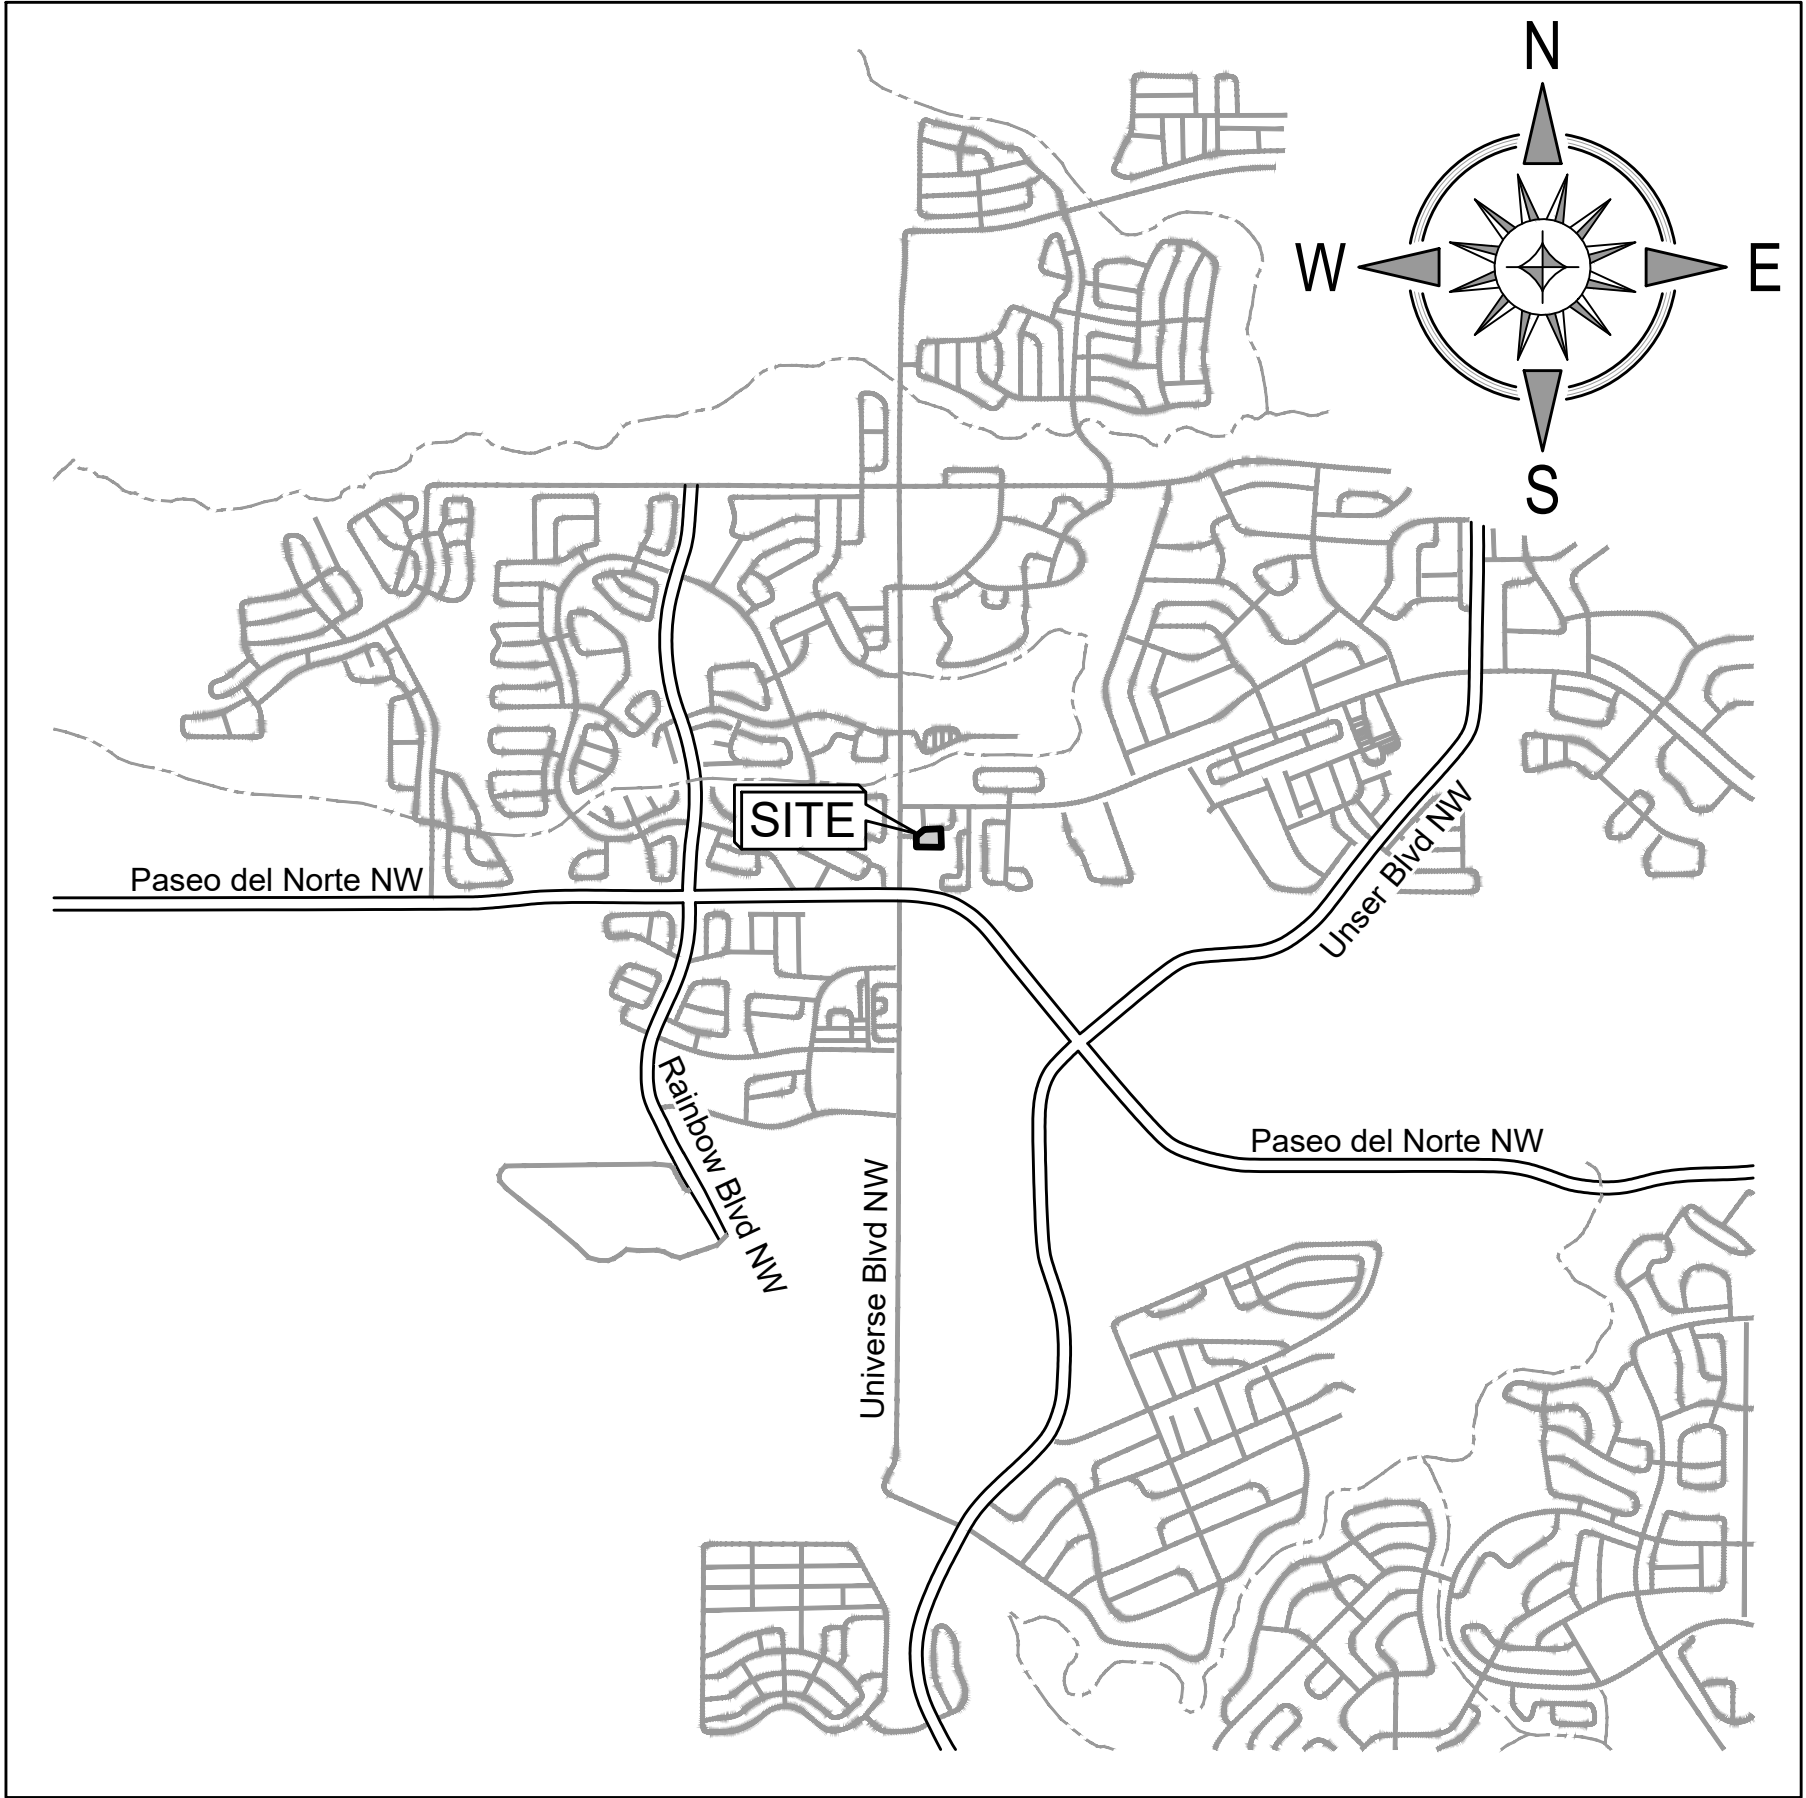 N
W
E
S
SITE
Paseo del Norte NW
Unser Blvd NW
Rainbow Blvd NW
Paseo del Norte NW
Universe Blvd NW